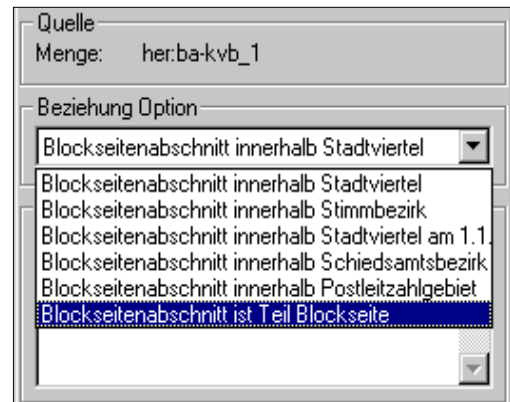 Quelle
Menge: her:ba-kvb_1
Beziehung Option
Blockseitenabschnitt innerhalb Stadtviertel
Blockseitenabschnitt innerhalb Stadtviertel
Blockseitenabschnitt innerhalb Stimmbezirk
Blockseitenabschnitt innerhalb Stadtviertel am 1.1.
Blockseitenabschnitt innerhalb Schiedsamtsbezirk
Blockseitenabschnitt innerhalb Postleitzahlgebiet
Blockseitenabschnitt ist Teil Blockseite